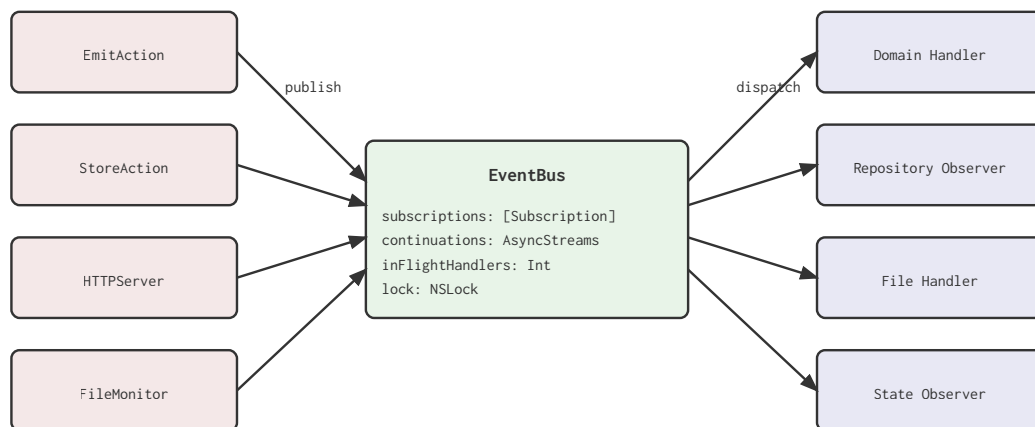 EmitAction
Domain Handler
publish
dispatch
StoreAction
Repository Observer
EventBus
subscriptions: [Subscription]
continuations: AsyncStreams
inFlightHandlers: Int
lock: NSLock
HTTPServer
File Handler
FileMonitor
State Observer